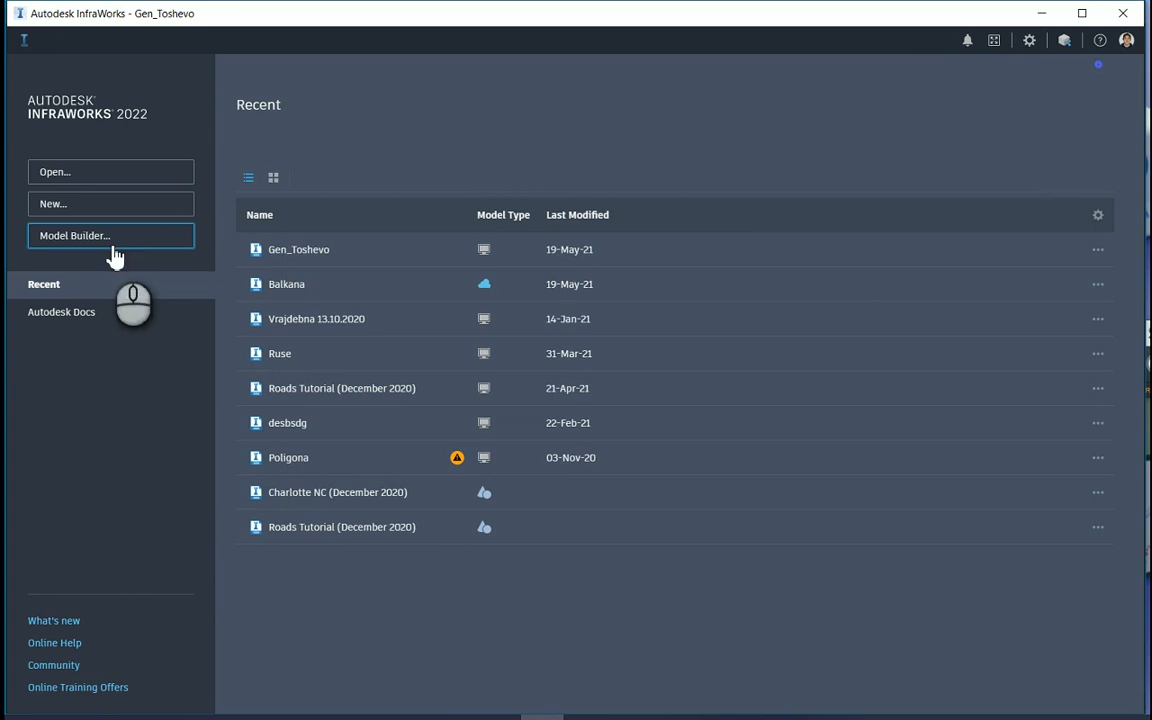 Autodesk InfraWorks - Gen_Toshevo
AUTODESK®
INFRAWORKS® 2022
Open...
New...
Model Builder...
Recent
Autodesk Docs
What's new
Online Help
Community
Online Training Offers
Recent
Name Model Type Last Modified
Gen_Toshevo 19-May-21
Balkana 19-May-21
Vrajdebna 13.10.2020 14-Jan-21
Ruse 31-Mar-21
Roads Tutorial (December 2020) 21-Apr-21
desbsdg 22-Feb-21
Poligona 03-Nov-20
Charlotte NC (December 2020)
Roads Tutorial (December 2020)